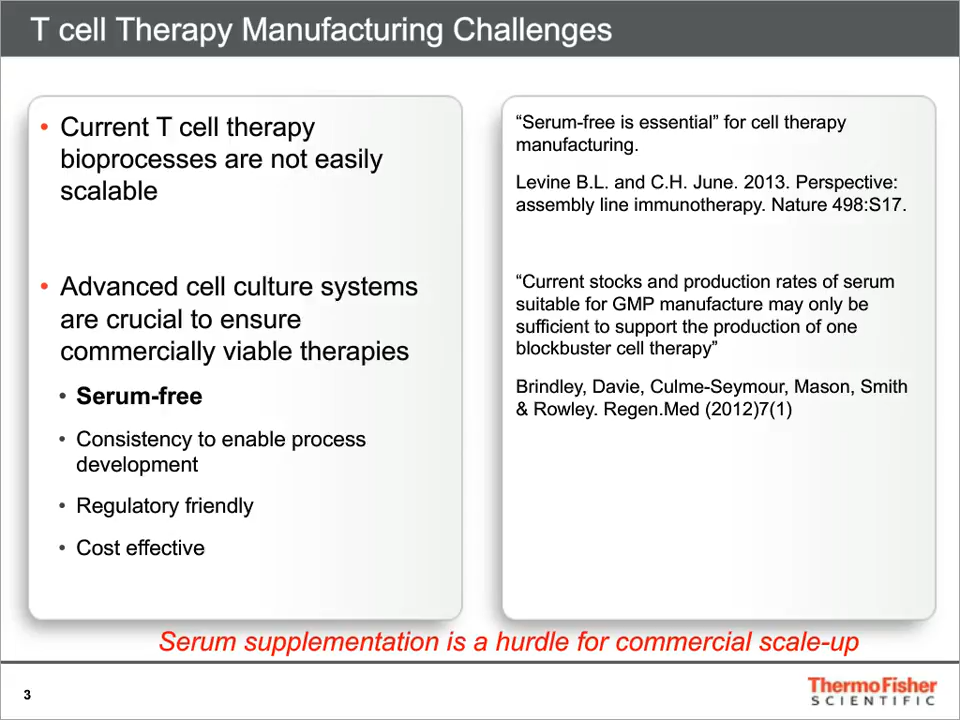 T cell Therapy Manufacturing Challenges
• Current T cell therapy
bioprocesses are not easily
scalable
• Advanced cell culture systems
are crucial to ensure
commercially viable therapies
• Serum-free
• Consistency to enable process
development
• Regulatory friendly
• Cost effective
“Serum-free is essential” for cell therapy
manufacturing.
Levine B.L. and C.H. June. 2013. Perspective:
assembly line immunotherapy. Nature 498:S17.
“Current stocks and production rates of serum
suitable for GMP manufacture may only be
sufficient to support the production of one
blockbuster cell therapy”
Brindley, Davie, Culme-Seymour, Mason, Smith
& Rowley. Regen.Med (2012)7(1)
Serum supplementation is a hurdle for commercial scale-up
3
ThermoFisher
SCIENTIFIC